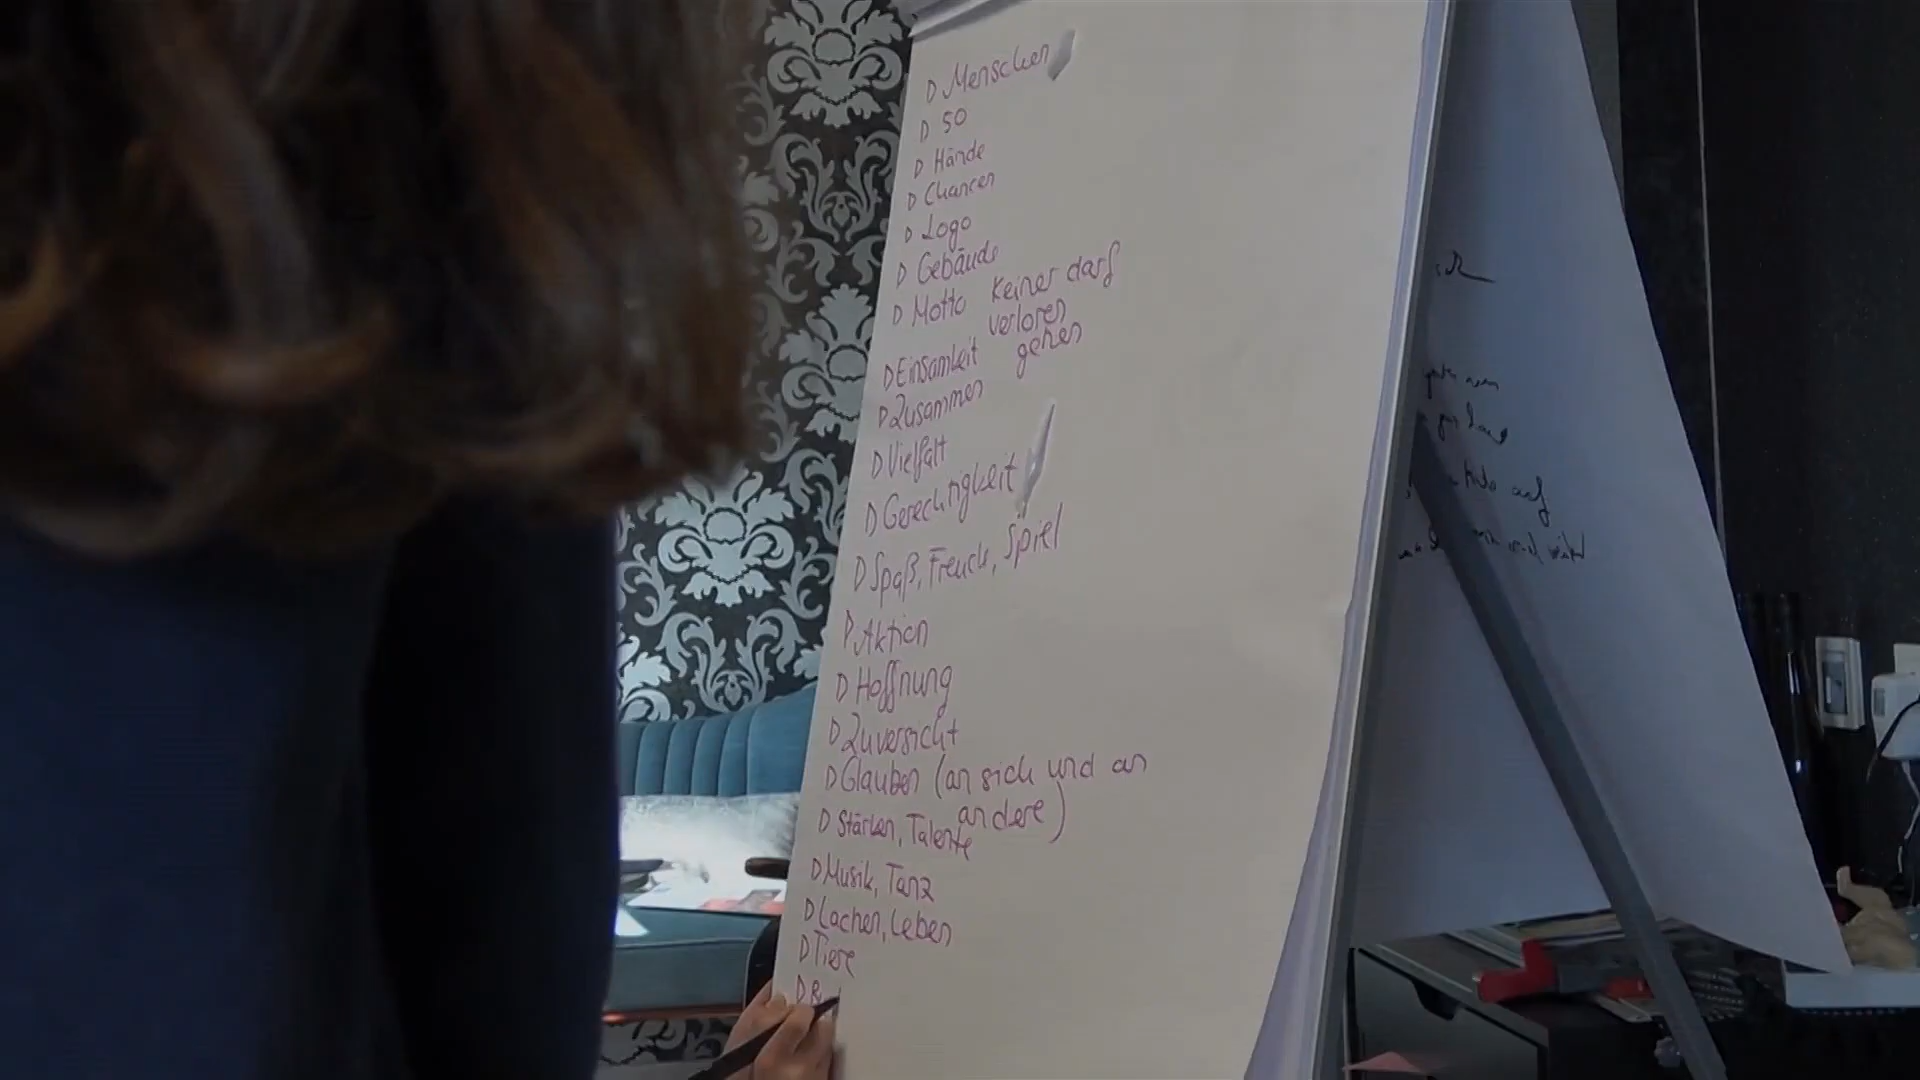 D Menschen
D 50
D Hände
D Chancen
D Logo
D Gebäude
D Motto Keiner darf
verloren
gehen
D Einsamkeit
D Zusammen
D Vielfalt
D Gerechtigkeit
D Spaß, Freude, Spiel
D Aktion
D Hoffnung
D Zuversicht
D Glauben (an sich und an
andere)
D Stärken, Talente
D Musik, Tanz
D Lachen, Leben
D Tiere
D